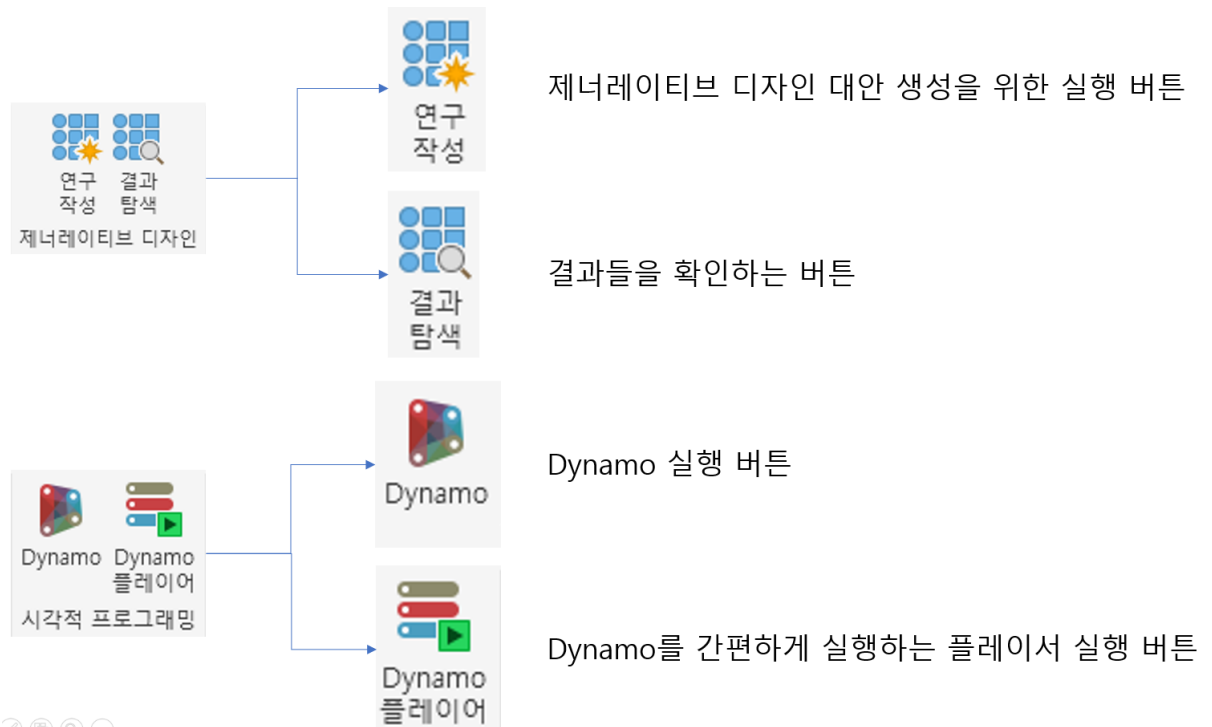 연구
작성
제너레이티브 디자인 대안 생성을 위한 실행 버튼
연구 결과
작성 탐색
제너레이티브 디자인
결과
탐색
결과들을 확인하는 버튼
Dynamo
Dynamo 실행 버튼
Dynamo Dynamo
플레이어
시각적 프로그래밍
Dynamo
플레이어
Dynamo를 간편하게 실행하는 플레이서 실행 버튼